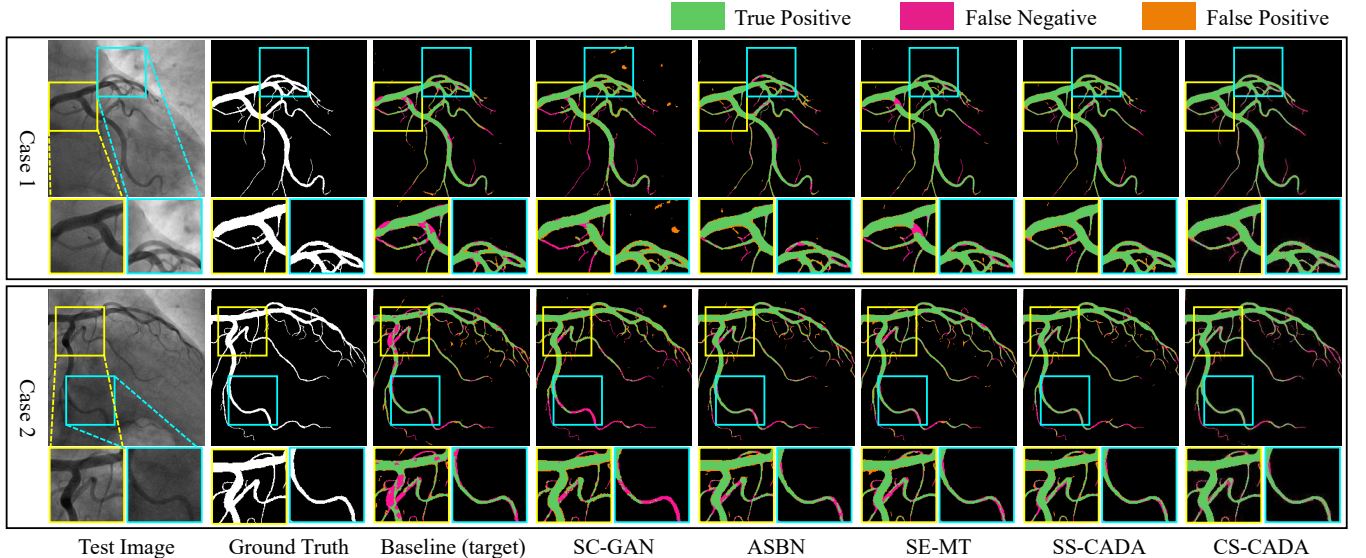 True Positive False Negative False Positive
Case 1
Case 2
Test Image Ground Truth Baseline (target) SC-GAN ASBN SE-MT SS-CADA CS-CADA